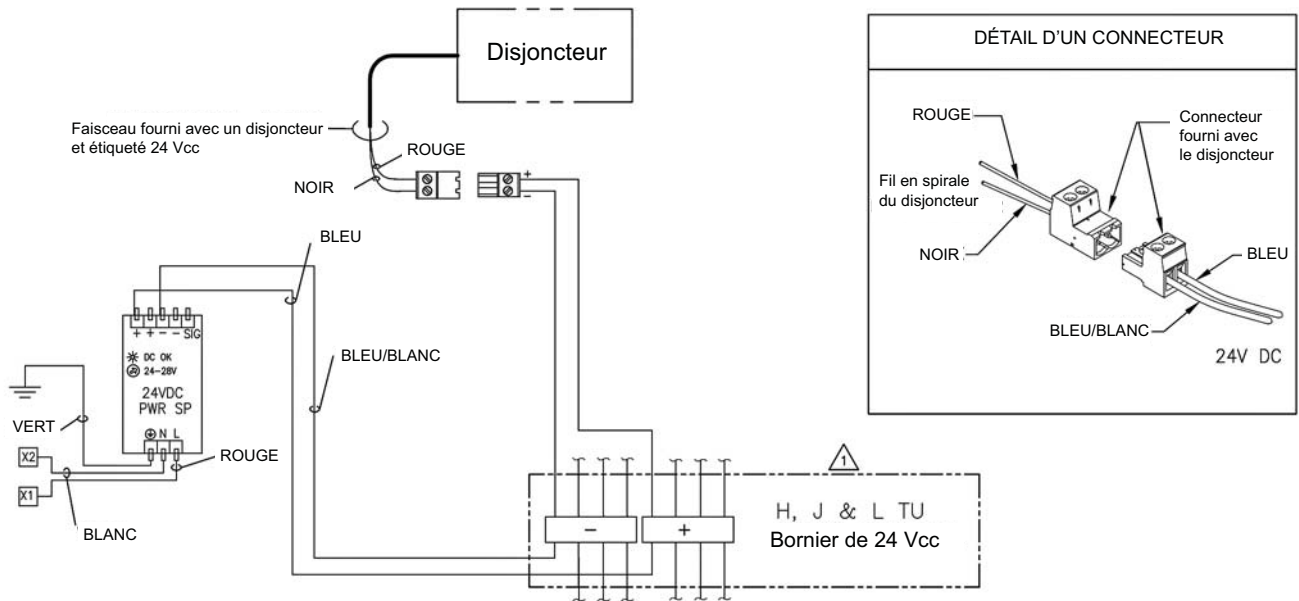 Disjoncteur
Faisceau fourni avec un disjoncteur
et étiqueté 24 Vcc
ROUGE
NOIR
+
−
BLEU
BLEU/BLANC
+ + − − SIG
DC OK
24-28V
24VDC
PWR SP
N L
VERT
X2
X1
ROUGE
BLANC
1
− +
H, J & L TU
Bornier de 24 Vcc
DÉTAIL D'UN CONNECTEUR
ROUGE
Connecteur
fourni avec
le disjoncteur
Fil en spirale
du disjoncteur
NOIR
BLEU
BLEU/BLANC
24V DC